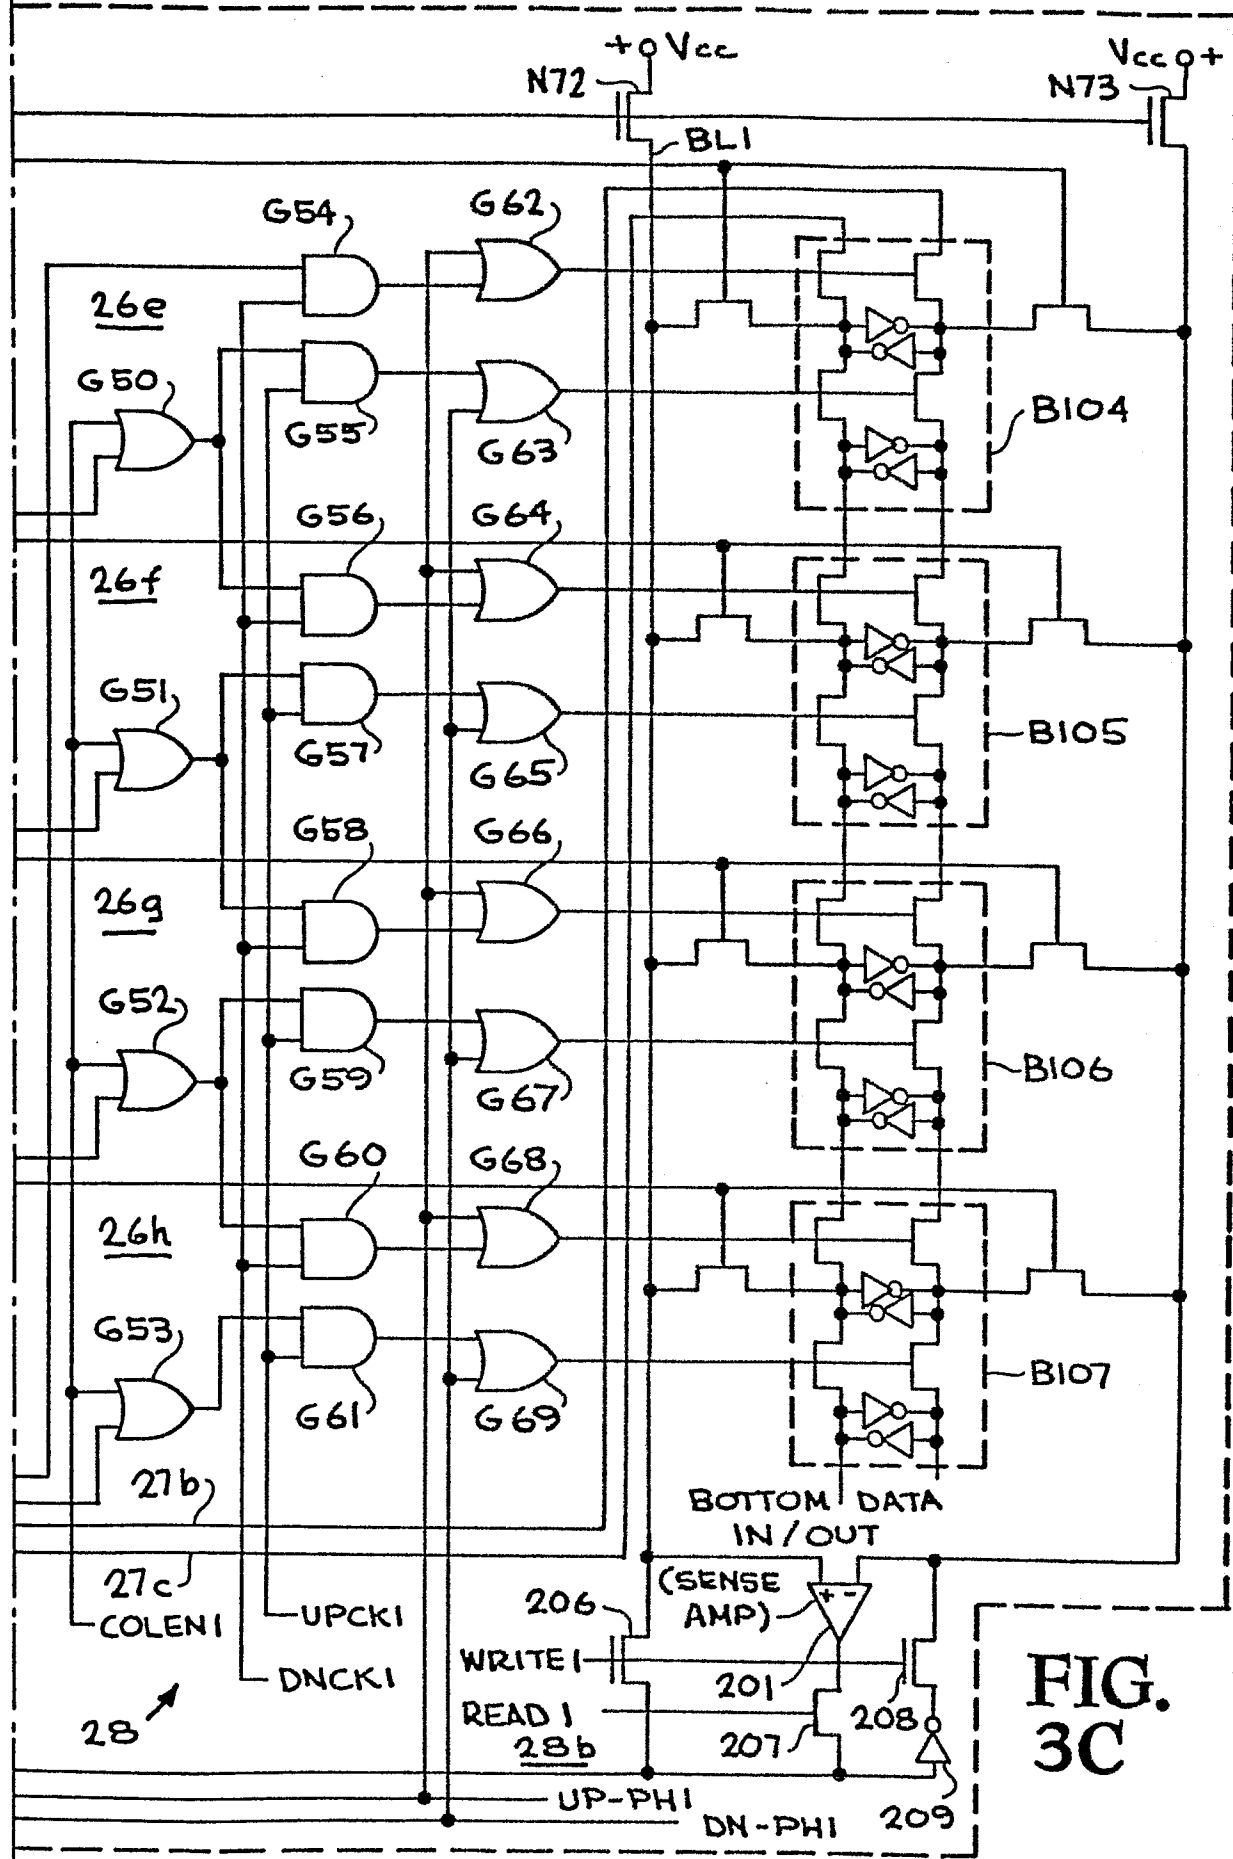 + Vcc
Vcc +
N72
N73
BL1
G54
G62
26e
G50
G55
G63
B104
G56
G64
26f
G51
G57
G65
B105
G58
G66
26g
G52
G59
G67
B106
G60
G68
26h
G53
G61
G69
B107
27b
BOTTOM DATA
IN/OUT
27c
(SENSE
AMP)
+ -
206
COLEN1
UPCK1
WRITE1
201
DNCK1
READ1
208
28
28b
207
FIG.
3C
UP-PHI
209
DN-PHI